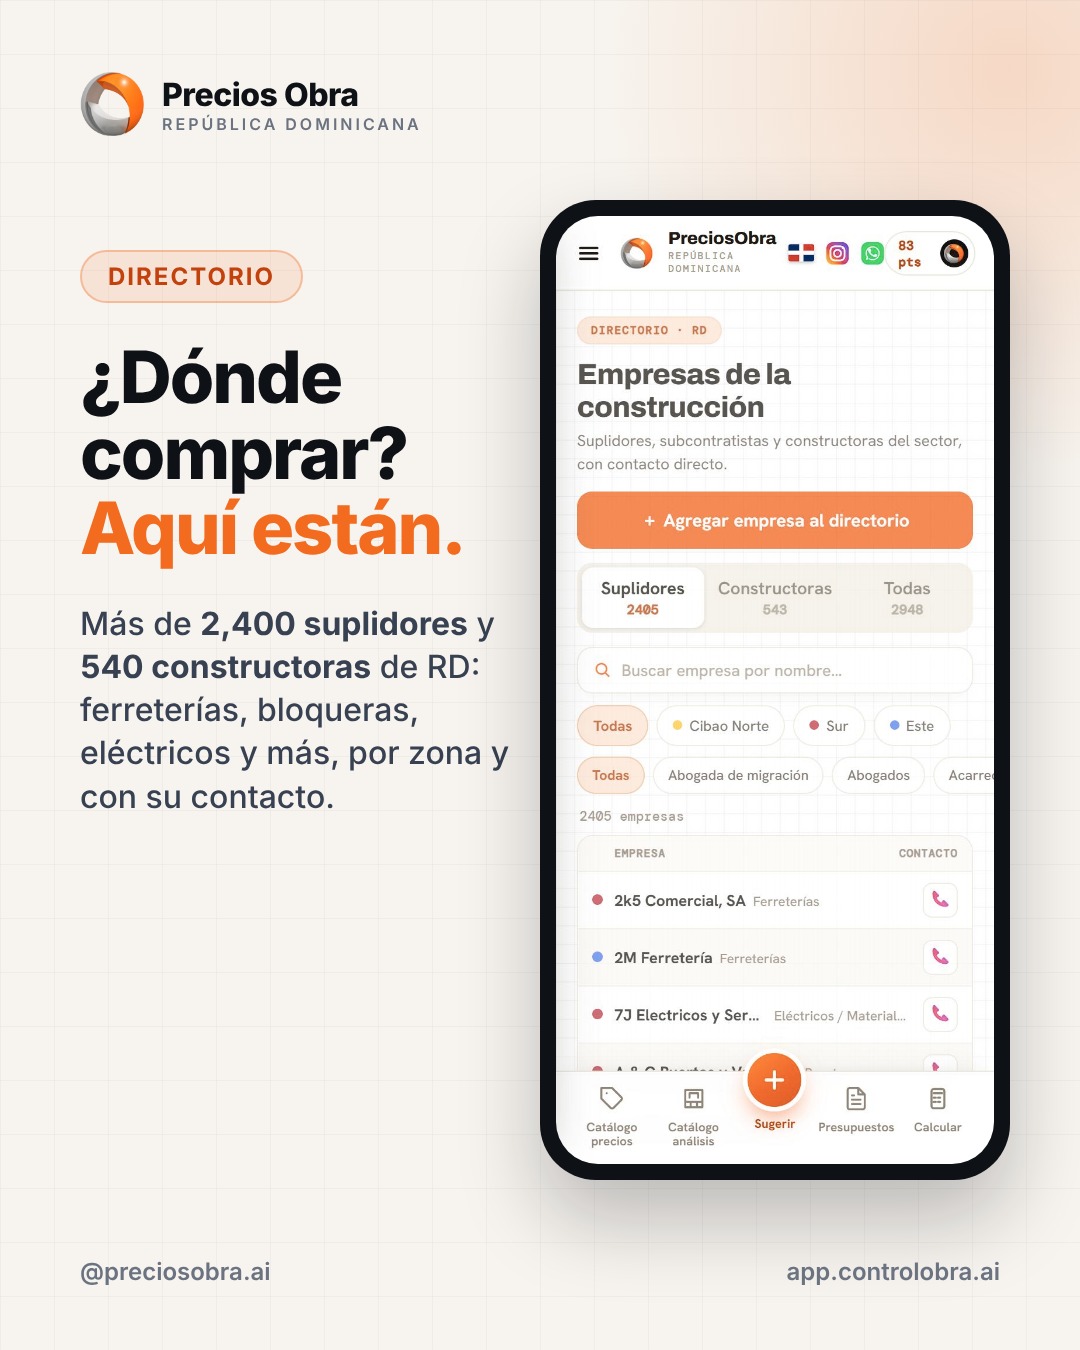 Precios Obra
REPÚBLICA DOMINICANA
DIRECTORIO
¿Dónde
comprar?
Aquí están.
Más de 2,400 suplidores y
540 constructoras de RD:
ferreterías, bloqueras,
eléctricos y más, por zona y
con su contacto.
PreciosObra
REPÚBLICA
DOMINICANA
83
pts
DIRECTORIO · RD
Empresas de la
construcción
Suplidores, subcontratistas y constructoras del sector,
con contacto directo.
+ Agregar empresa al directorio
Suplidores Constructoras Todas
2405 543 2948
Buscar empresa por nombre...
Todas Cibao Norte Sur Este
Todas Abogada de migración Abogados Acarreo
2405 empresas
EMPRESA CONTACTO
2k5 Comercial, SA Ferreterías
2M Ferretería Ferreterías
7J Electricos y Ser... Eléctricos / Material...
Catálogo
precios
Catálogo
análisis
Sugerir
Presupuestos
Calcular
@preciosobra.ai
app.controlobra.ai